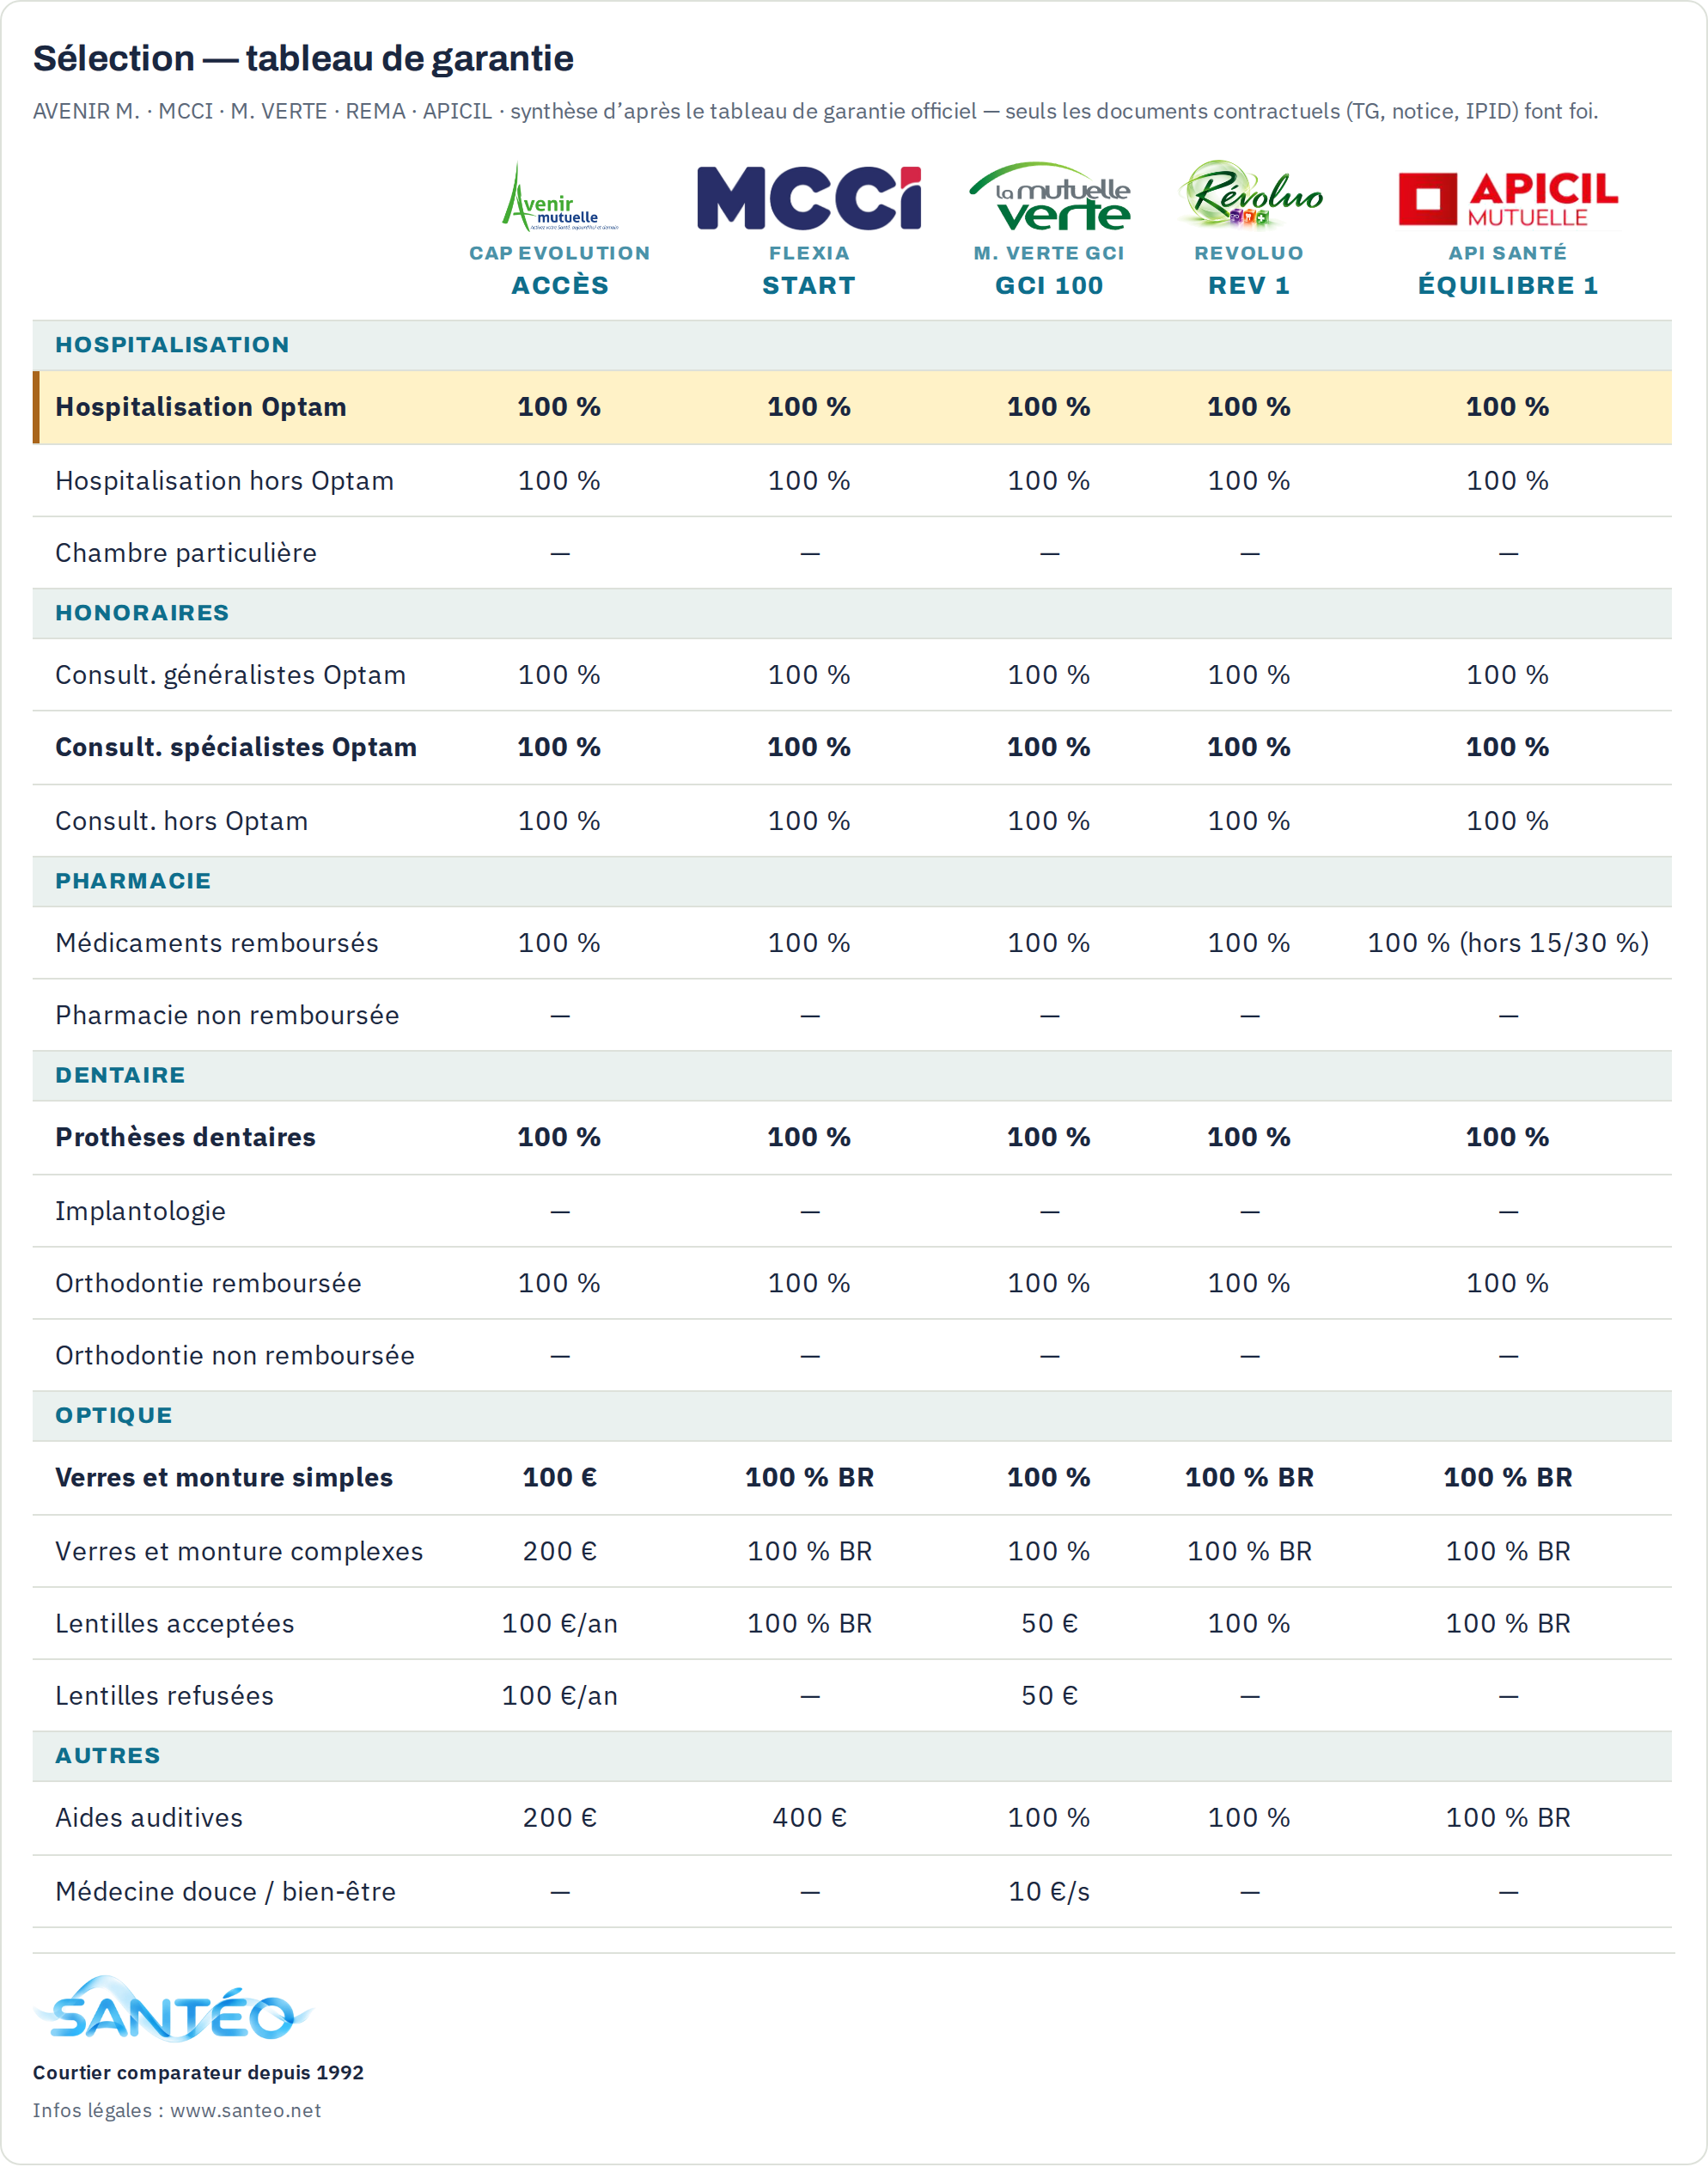 Sélection — tableau de garantie
AVENIR M. · MCCI · M. VERTE · REMA · APICIL · synthèse d’après le tableau de garantie officiel — seuls les documents contractuels (TG, notice, IPID) font foi.
Avenir mutuelle MCCi la mutuelle verte Révoluo APICIL MUTUELLE
CAP EVOLUTION FLEXIA M. VERTE GCI REVOLUO API SANTÉ
ACCÈS START GCI 100 REV 1 ÉQUILIBRE 1
HOSPITALISATION
Hospitalisation Optam 100 % 100 % 100 % 100 % 100 %
Hospitalisation hors Optam 100 % 100 % 100 % 100 % 100 %
Chambre particulière — — — — —
HONORAIRES
Consult. généralistes Optam 100 % 100 % 100 % 100 % 100 %
Consult. spécialistes Optam 100 % 100 % 100 % 100 % 100 %
Consult. hors Optam 100 % 100 % 100 % 100 % 100 %
PHARMACIE
Médicaments remboursés 100 % 100 % 100 % 100 % 100 % (hors 15/30 %)
Pharmacie non remboursée — — — — —
DENTAIRE
Prothèses dentaires 100 % 100 % 100 % 100 % 100 %
Implantologie — — — — —
Orthodontie remboursée 100 % 100 % 100 % 100 % 100 %
Orthodontie non remboursée — — — — —
OPTIQUE
Verres et monture simples 100 € 100 % BR 100 % 100 % BR 100 % BR
Verres et monture complexes 200 € 100 % BR 100 % 100 % BR 100 % BR
Lentilles acceptées 100 €/an 100 % BR 50 € 100 % 100 % BR
Lentilles refusées 100 €/an — 50 € — —
AUTRES
Aides auditives 200 € 400 € 100 % 100 % 100 % BR
Médecine douce / bien-être — — 10 €/s — —
SANTÉO
Courtier comparateur depuis 1992
Infos légales : www.santeo.net